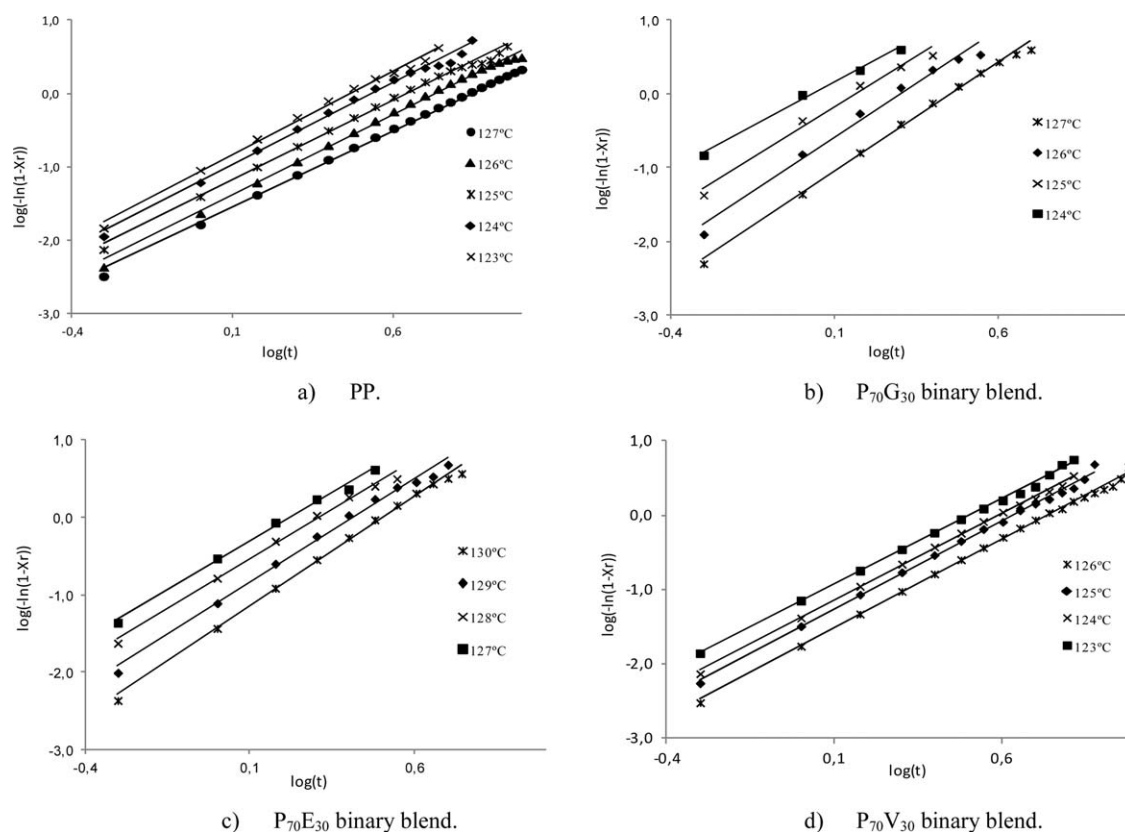 1,0
0,0
-1,0
-2,0
-3,0
log(-ln(1-Xr))
-0,4
0,1
0,6
log(t)
127ºC
126ºC
125ºC
124ºC
123ºC
a) PP.
1,0
0,0
-1,0
-2,0
-3,0
log(-ln(1-Xr))
-0,4
0,1
0,6
log(t)
127ºC
126ºC
125ºC
124ºC
b) P₇₀G₃₀ binary blend.
1,0
0,0
-1,0
-2,0
-3,0
log(-ln(1-Xr))
-0,4
0,1
0,6
log(t)
130ºC
129ºC
128ºC
127ºC
c) P₇₀E₃₀ binary blend.
1,0
0,0
-1,0
-2,0
-3,0
log(-ln(1-Xr))
-0,4
0,1
0,6
log(t)
126ºC
125ºC
124ºC
123ºC
d) P₇₀V₃₀ binary blend.